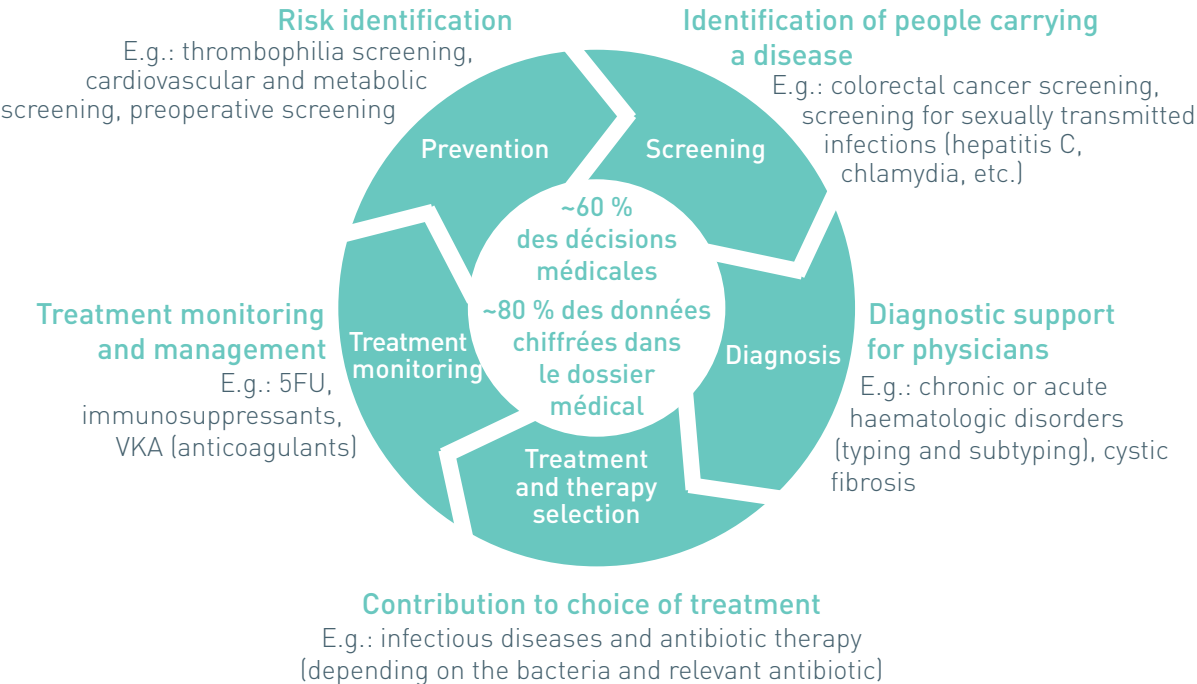 Risk identification
E.g.: thrombophilia screening,
cardiovascular and metabolic
screening, preoperative screening
Identification of people carrying
a disease
E.g.: colorectal cancer screening,
screening for sexually transmitted
infections (hepatitis C,
chlamydia, etc.)
Prevention
Screening
~60 %
des décisions
médicales
~80 % des données
chiffrées dans
le dossier
médical
Treatment monitoring
and management
E.g.: 5FU,
immunosuppressants,
VKA (anticoagulants)
Treatment
monitoring
Diagnosis
Diagnostic support
for physicians
E.g.: chronic or acute
haematologic disorders
(typing and subtyping), cystic
fibrosis
Treatment
and therapy
selection
Contribution to choice of treatment
E.g.: infectious diseases and antibiotic therapy
(depending on the bacteria and relevant antibiotic)